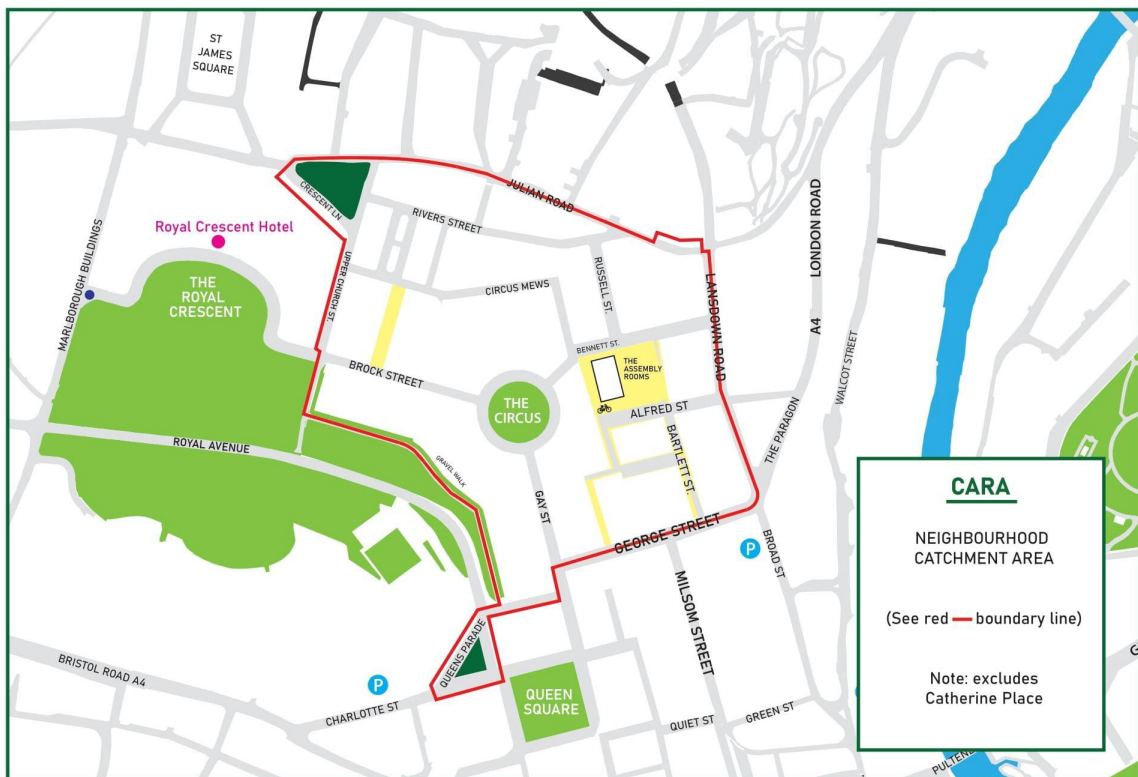 ST
JAMES
SQUARE
CRESCENT LN
JULIAN ROAD
RIVERS STREET
LONDON ROAD
A4
Royal Crescent Hotel
MARLBOROUGH BUILDINGS
THE
ROYAL
CRESCENT
UPPER CHURCH ST.
CIRCUS MEWS
RUSSELL ST.
LANSDOWN ROAD
BENNETT ST.
THE
ASSEMBLY
ROOMS
WALCOT STREET
BROCK STREET
THE
CIRCUS
ALFRED ST
BARTLETT ST.
THE PARAGON
ROYAL AVENUE
GRAVEL WALK
GAY ST
GEORGE STREET
BROAD ST
P
MILSOM STREET
QUEENS PARADE
BRISTOL ROAD A4
P
CHARLOTTE ST
QUEEN
SQUARE
QUIET ST
GREEN ST
CARA
NEIGHBOURHOOD
CATCHMENT AREA
(See red — boundary line)
Note: excludes
Catherine Place